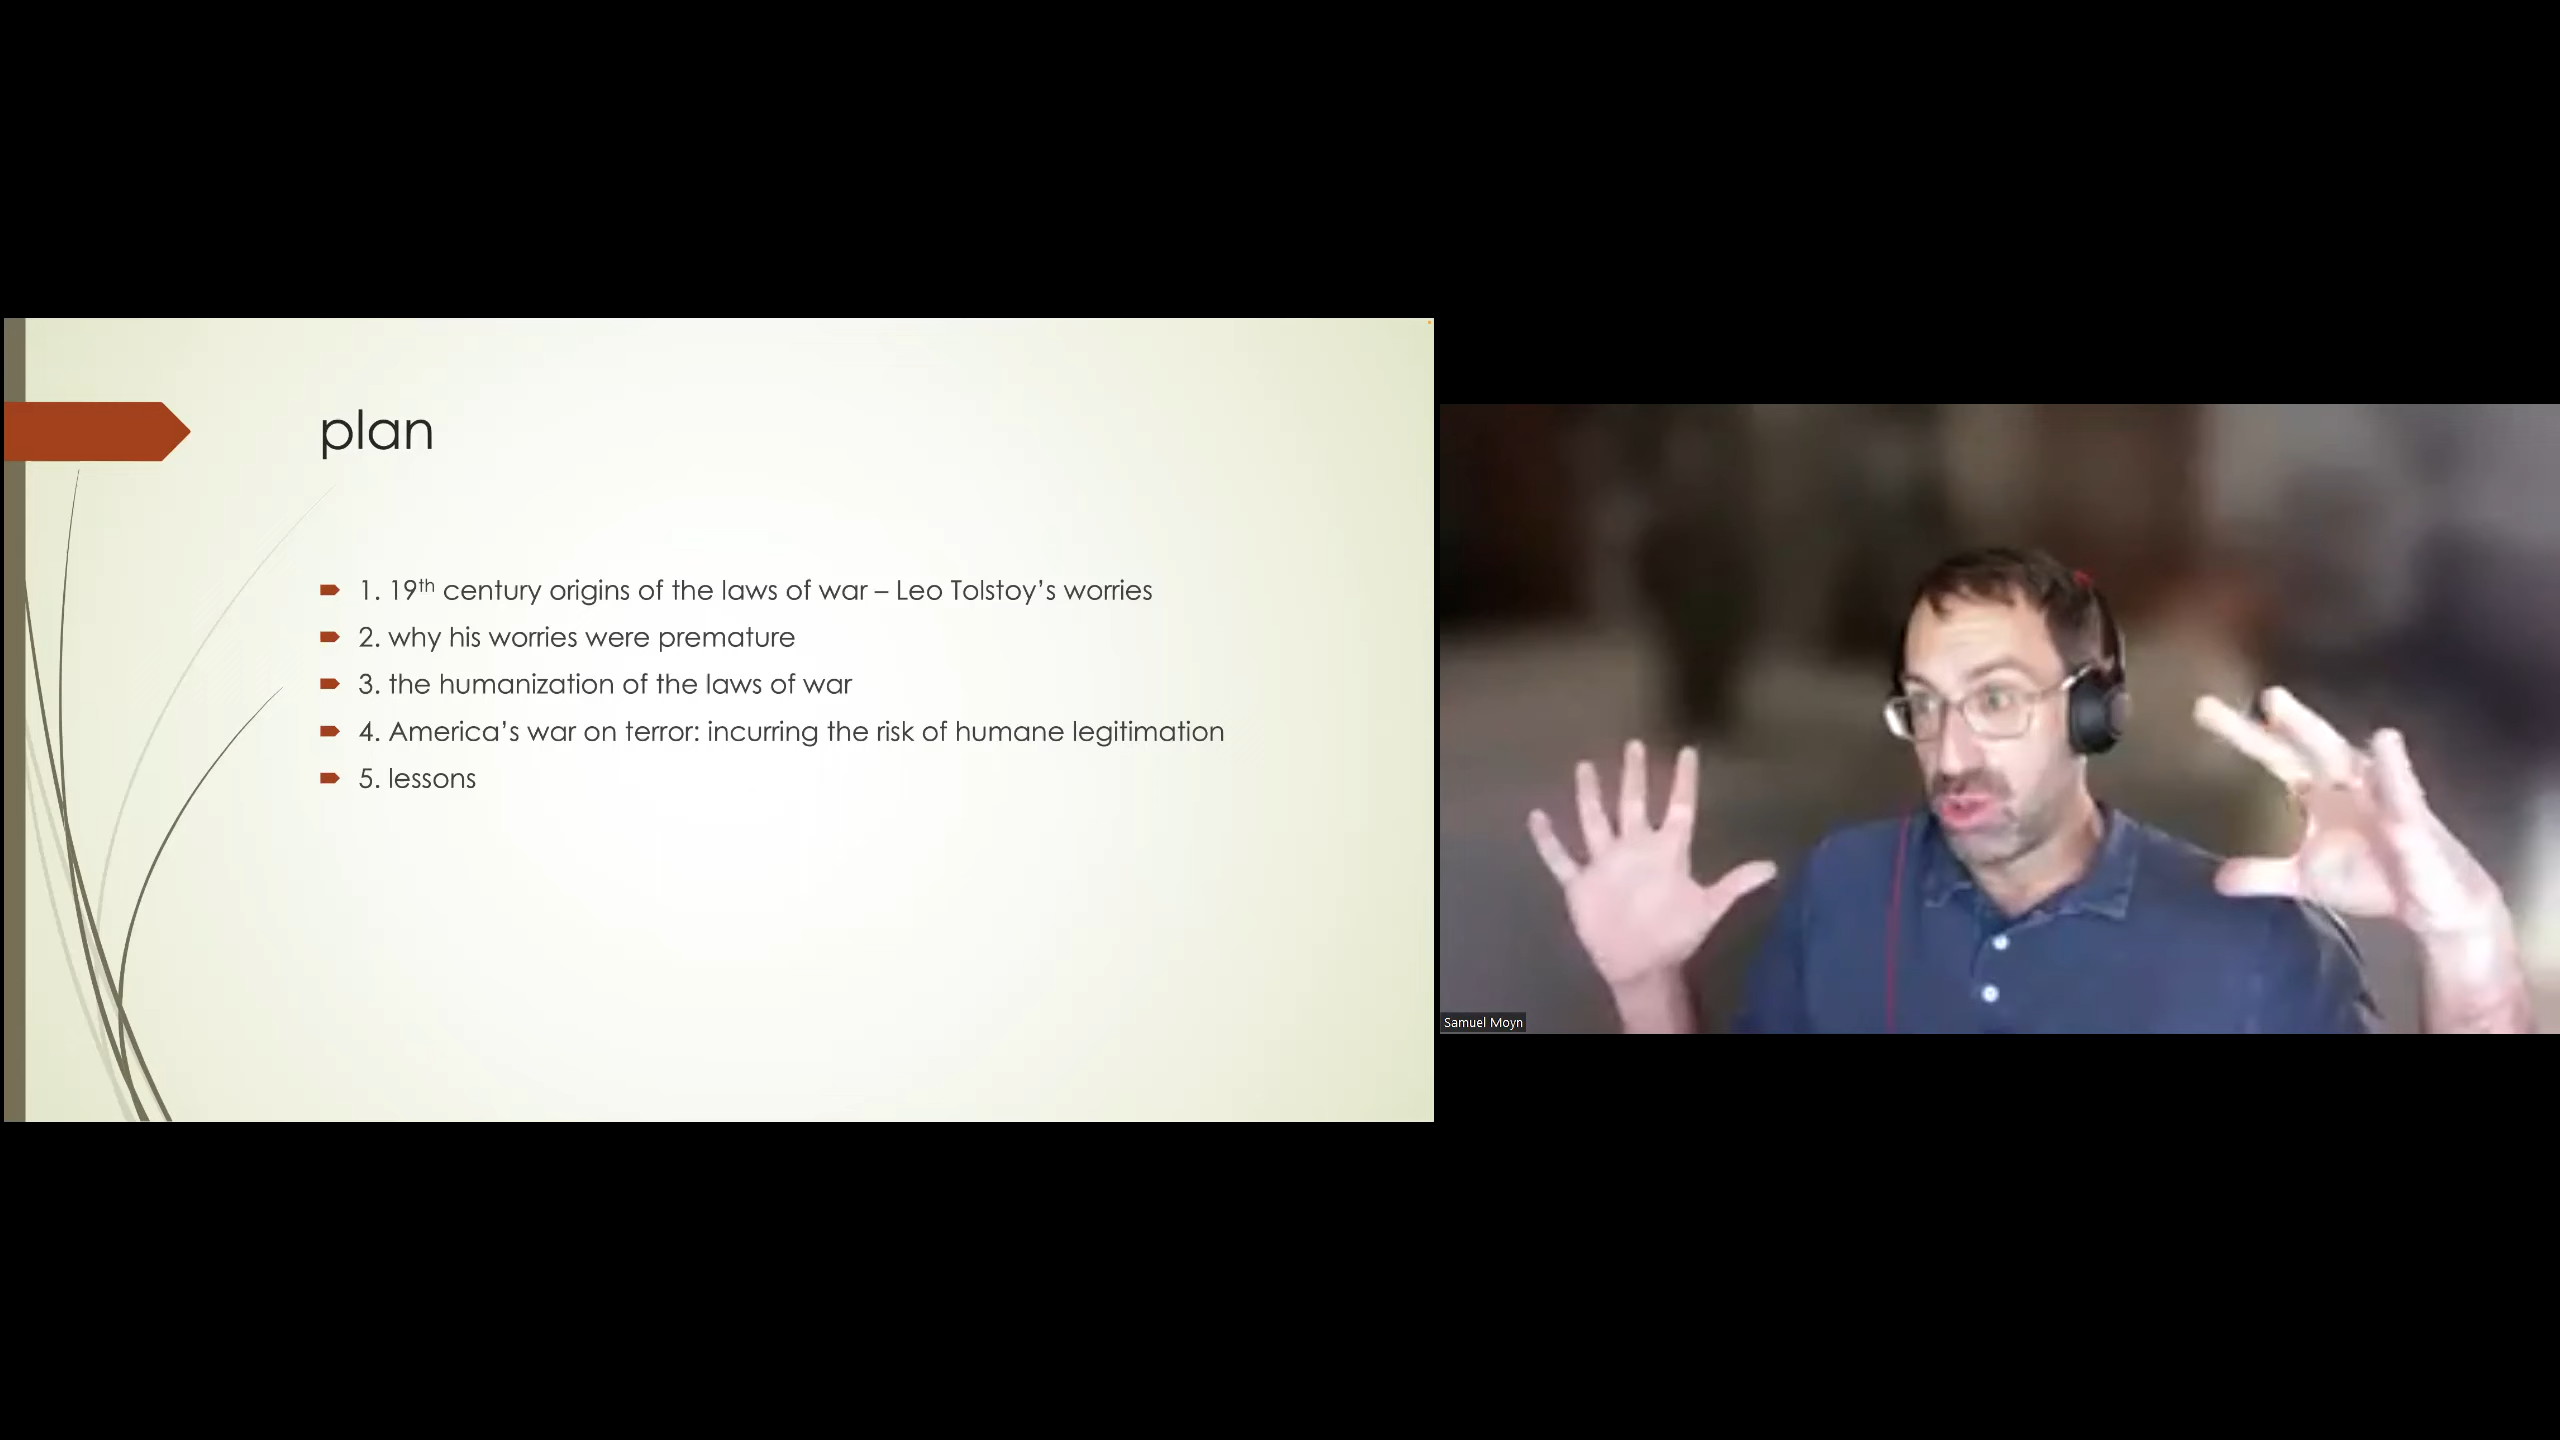 plan
1. 19th century origins of the laws of war – Leo Tolstoy’s worries
2. why his worries were premature
3. the humanization of the laws of war
4. America’s war on terror: incurring the risk of humane legitimation
5. lessons
Samuel Moyn